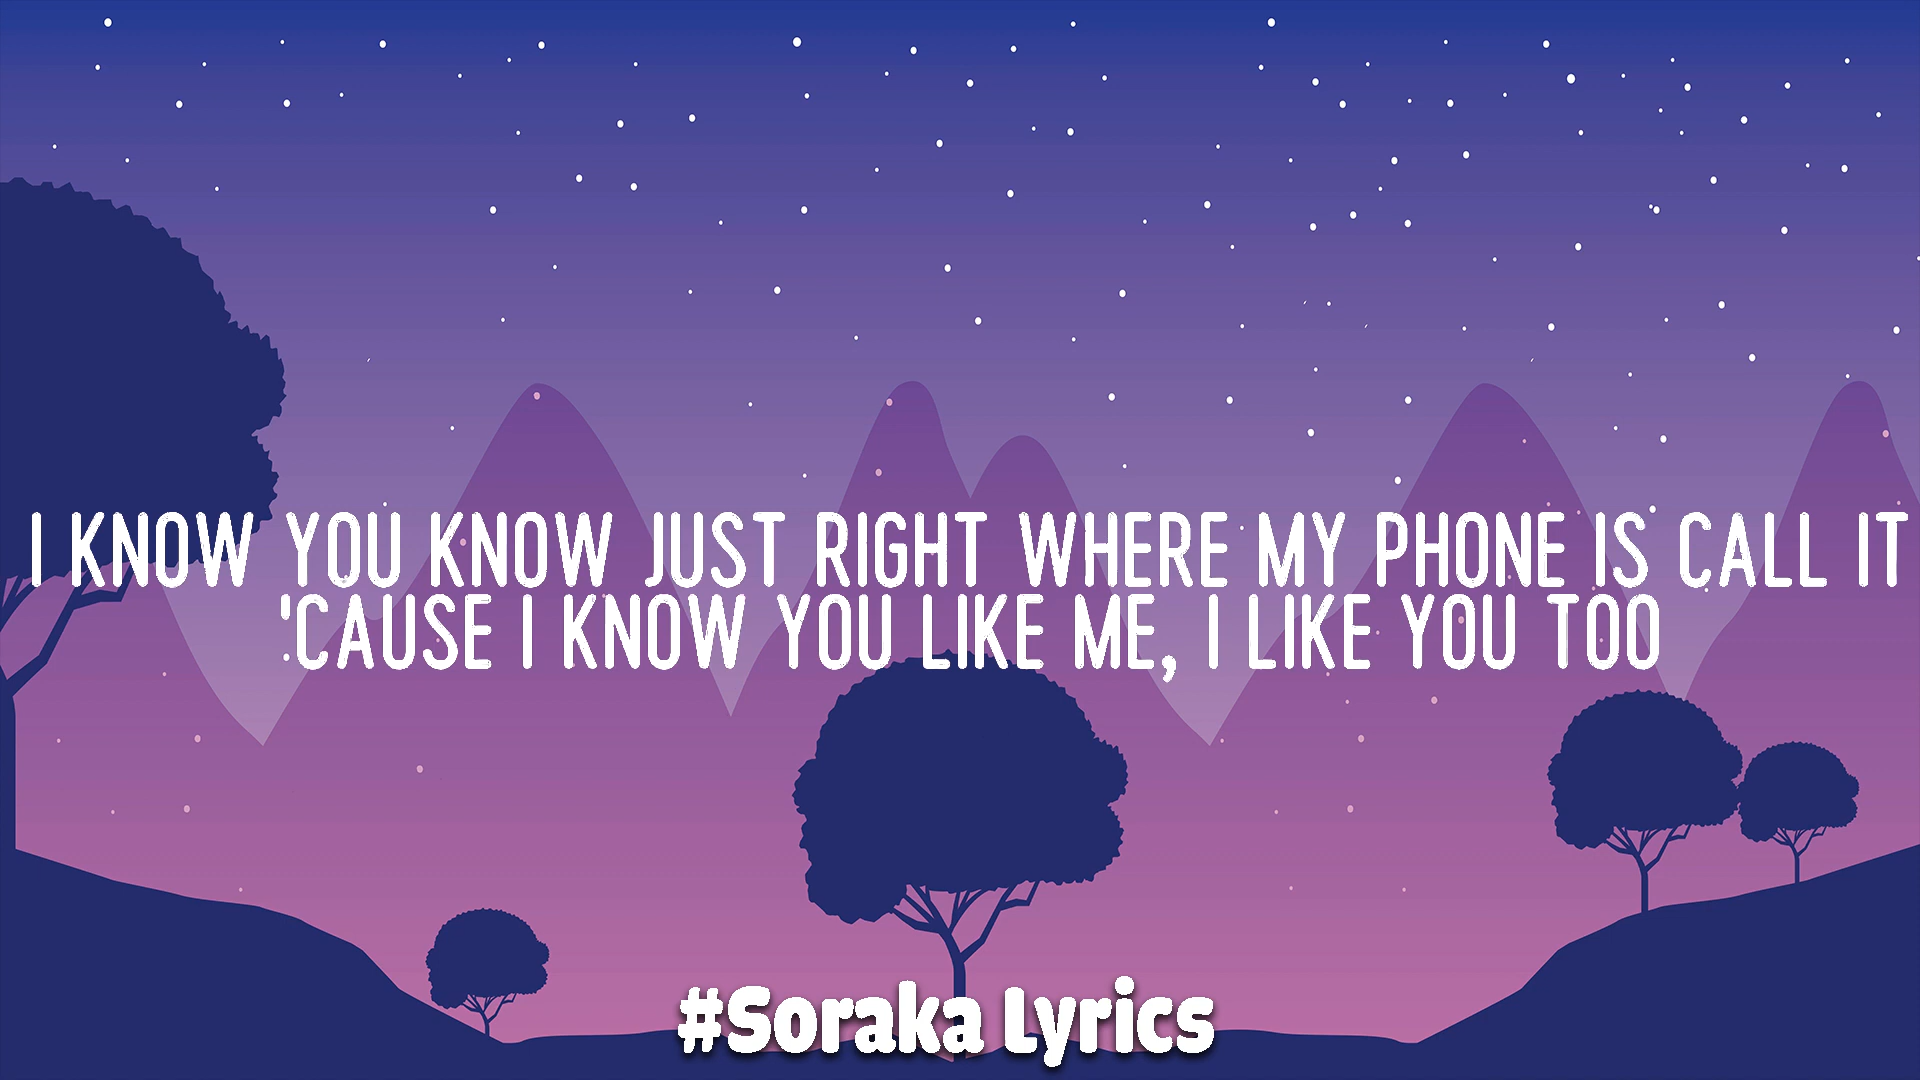 I KNOW YOU KNOW JUST RIGHT WHERE MY PHONE IS CALL IT
'CAUSE I KNOW YOU LIKE ME, I LIKE YOU TOO
#Soraka Lyrics